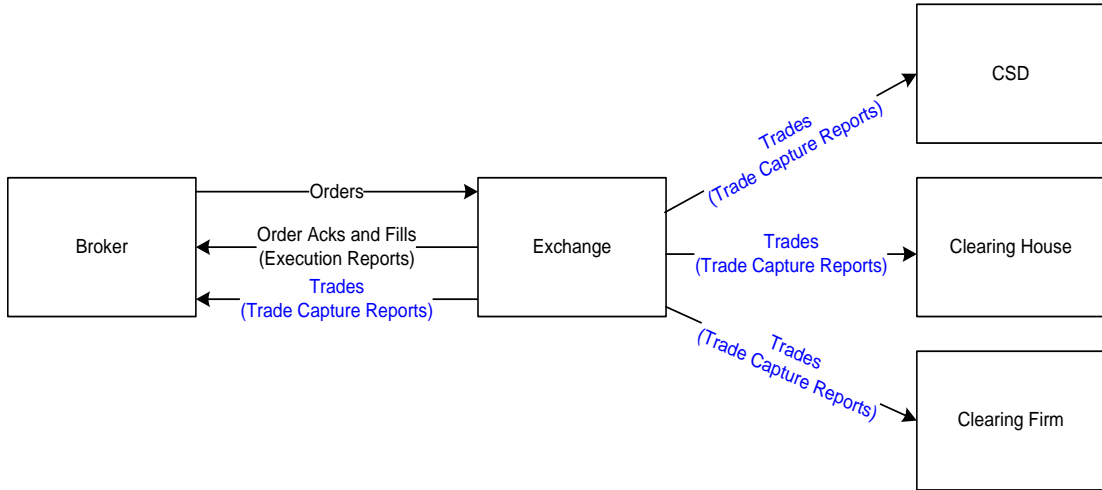 CSD
Trades
(Trade Capture Reports)
Broker
Orders
Order Acks and Fills
(Execution Reports)
Trades
(Trade Capture Reports)
Exchange
Trades
(Trade Capture Reports)
Clearing House
Trades
(Trade Capture Reports)
Clearing Firm